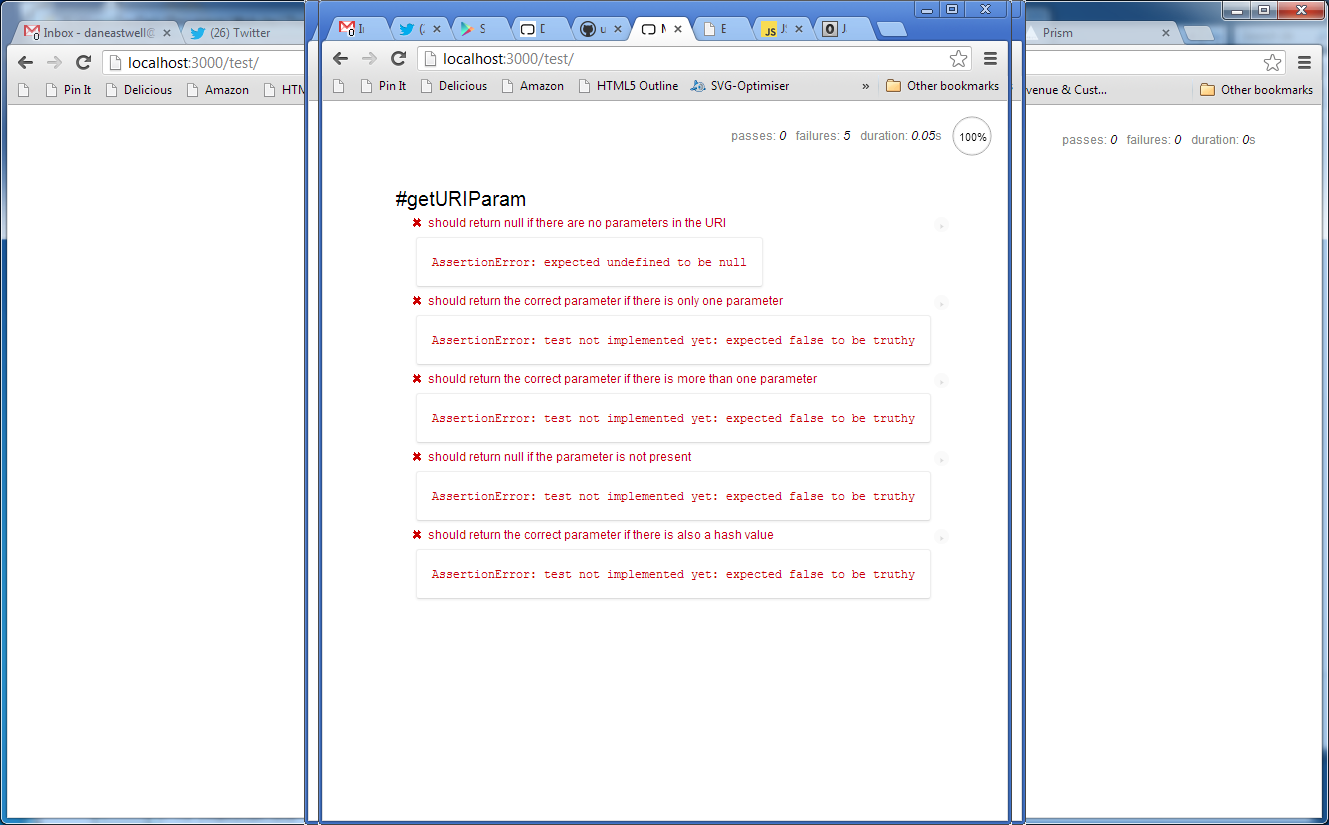 Inbox - daneastwell@
(26) Twitter
localhost:3000/test/
Pin It
Delicious
Amazon
HTN
localhost:3000/test/
Pin It
Delicious
Amazon
HTML5 Outline
SVG-Optimiser
»
Other bookmarks
passes: 0 failures: 5 duration: 0.05s 100%
#getURIParam
✖ should return null if there are no parameters in the URI
AssertionError: expected undefined to be null
✖ should return the correct parameter if there is only one parameter
AssertionError: test not implemented yet: expected false to be truthy
✖ should return the correct parameter if there is more than one parameter
AssertionError: test not implemented yet: expected false to be truthy
✖ should return null if the parameter is not present
AssertionError: test not implemented yet: expected false to be truthy
✖ should return the correct parameter if there is also a hash value
AssertionError: test not implemented yet: expected false to be truthy
Prism
venue & Cust...
Other bookmarks
passes: 0 failures: 0 duration: 0s